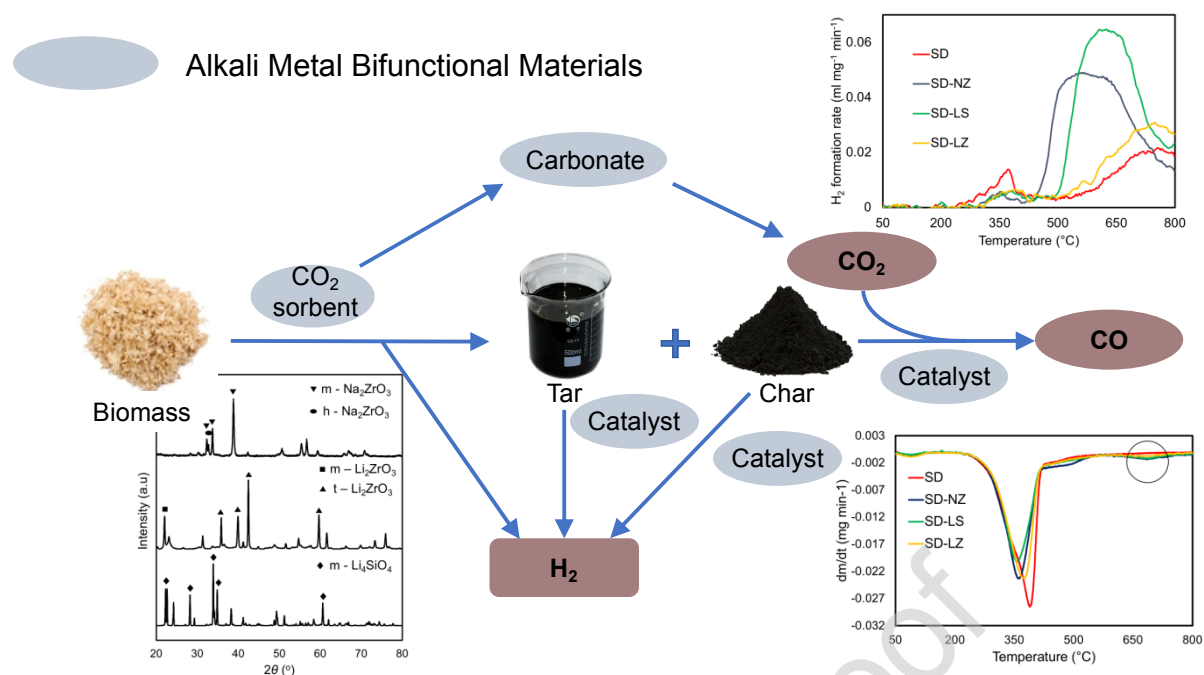 Alkali Metal Bifunctional Materials
H₂ formation rate (ml mg⁻¹ min⁻¹)
0.06
0.04
0.02
0
SD
SD-NZ
SD-LS
SD-LZ
50 200 350 500 650 800
Temperature (°C)
Carbonate
CO₂
sorbent
CO₂
CO
Biomass
Tar
+
Char
Catalyst
Catalyst
Catalyst
H₂
m - Na₂ZrO₃
h - Na₂ZrO₃
m – Li₂ZrO₃
t – Li₂ZrO₃
m - Li₄SiO₄
Intensity (a.u)
20 30 40 50 60 70 80
2θ (°)
dm/dt (mg min-1)
0.003
-0.002
-0.007
-0.012
-0.017
-0.022
-0.027
-0.032
SD
SD-NZ
SD-LS
SD-LZ
50 200 350 500 650 800
Temperature (°C)
500ml
oof